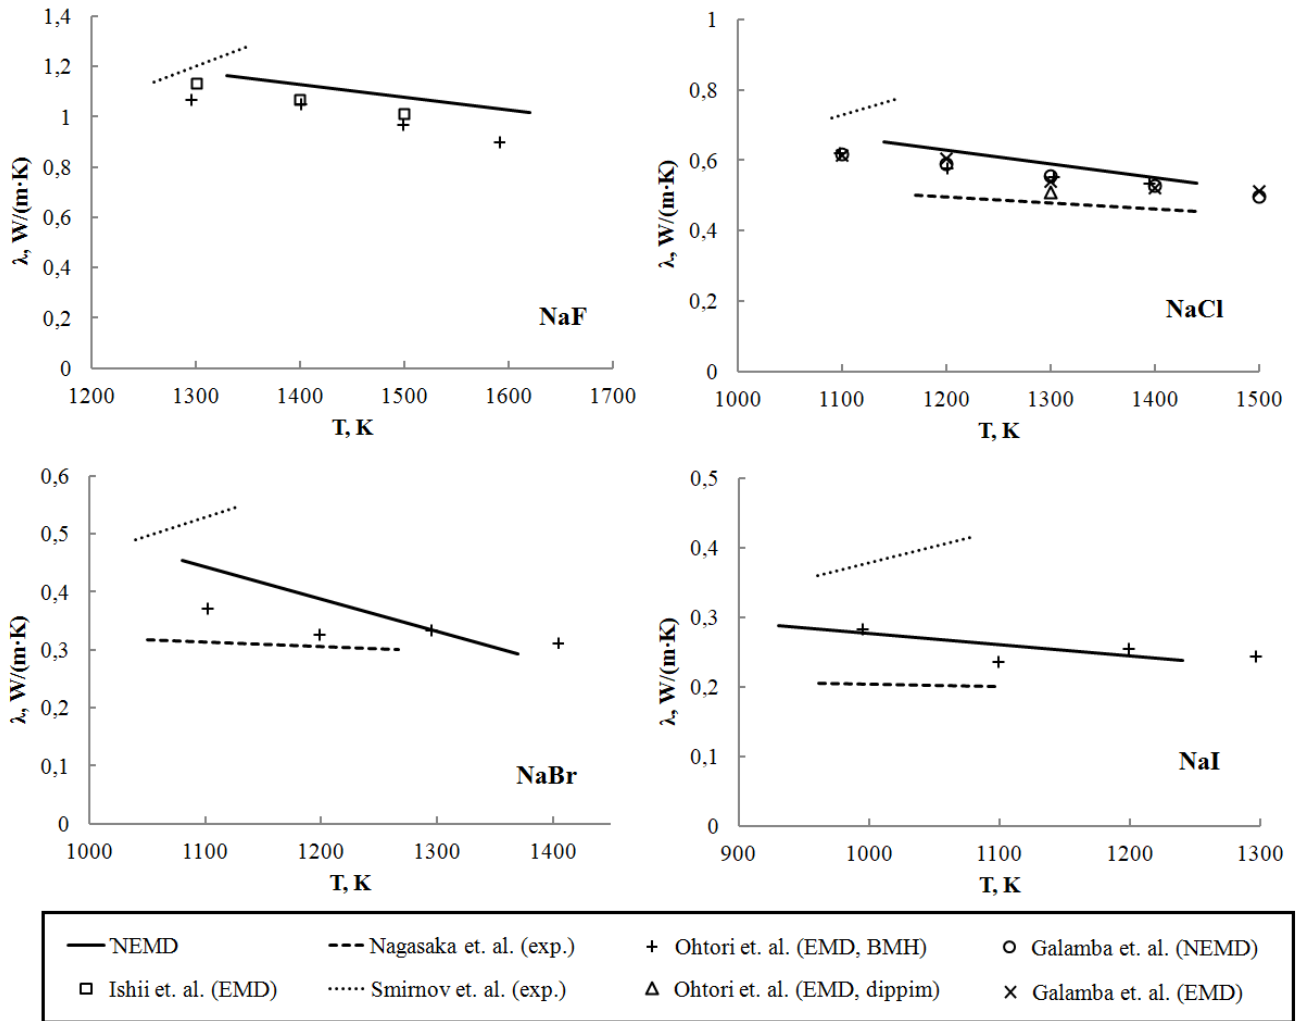 1,4
1,2
1
0,8
0,6
0,4
0,2
0
λ, W/(m·K)
NaF
1200 1300 1400 1500 1600 1700
T, K
1
0,8
0,6
0,4
0,2
0
λ, W/(m·K)
NaCl
1000 1100 1200 1300 1400 1500
T, K
0,6
0,5
0,4
0,3
0,2
0,1
0
λ, W/(m·K)
NaBr
1000 1100 1200 1300 1400
T, K
0,5
0,4
0,3
0,2
0,1
0
λ, W/(m·K)
NaI
900 1000 1100 1200 1300
T, K
NEMD Nagasaka et. al. (exp.) Ohtori et. al. (EMD, BMH) Galamba et. al. (NEMD)
Ishii et. al. (EMD) Smirnov et. al. (exp.) Ohtori et. al. (EMD, dippim) Galamba et. al. (EMD)